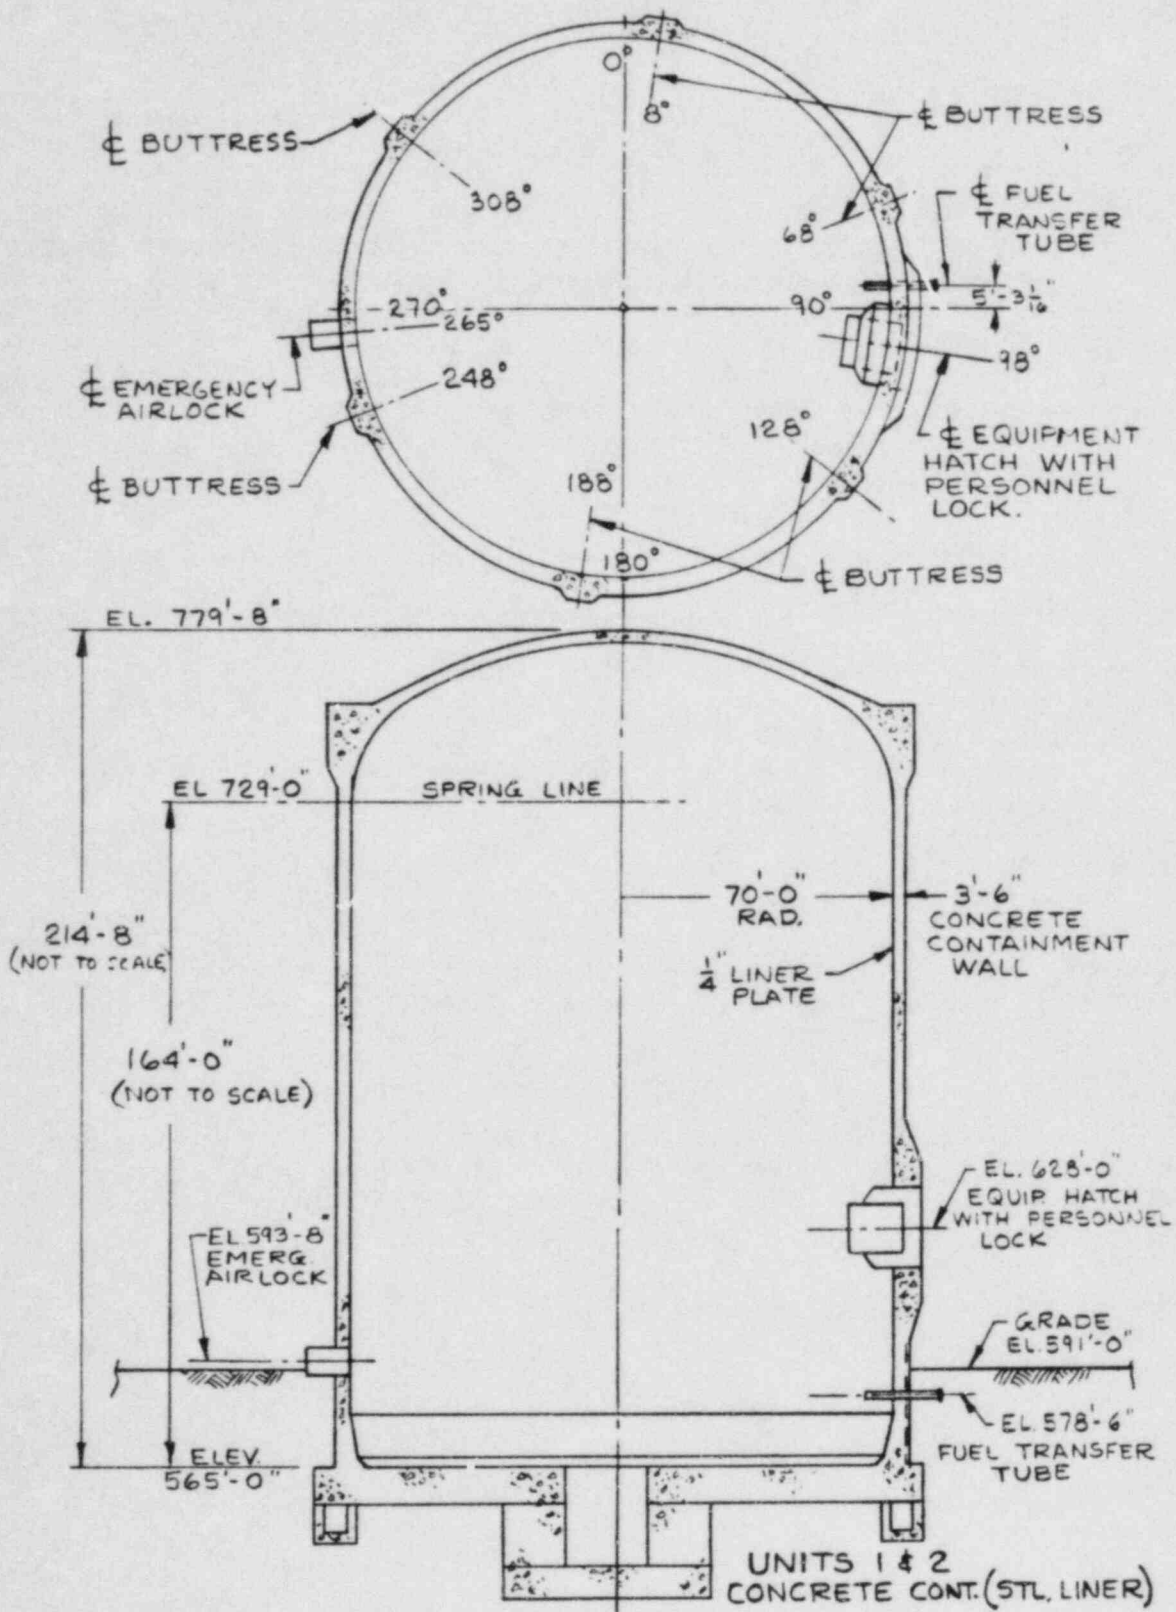 0°
8°
℄ BUTTRESS
℄ BUTTRESS
308°
68°
℄ FUEL
TRANSFER
TUBE
5'-3 1/16"
270°
90°
265°
98°
℄ EMERGENCY
AIRLOCK
248°
128°
℄ EQUIPMENT
HATCH WITH
PERSONNEL
LOCK.
℄ BUTTRESS
188°
180°
℄ BUTTRESS
EL. 779'-8"
EL 729'-0"
SPRING LINE
70'-0"
RAD.
3'-6"
CONCRETE
CONTAINMENT
WALL
214'-8"
(NOT TO SCALE)
1/4" LINER
PLATE
164'-0"
(NOT TO SCALE)
EL. 628'-0"
EQUIP. HATCH
WITH PERSONNEL
LOCK
EL 593'-8"
EMERG.
AIRLOCK
GRADE
EL. 591'-0"
EL. 578'-6"
FUEL TRANSFER
TUBE
ELEV.
565'-0"
UNITS 1 & 2
CONCRETE CONT. (STL. LINER)